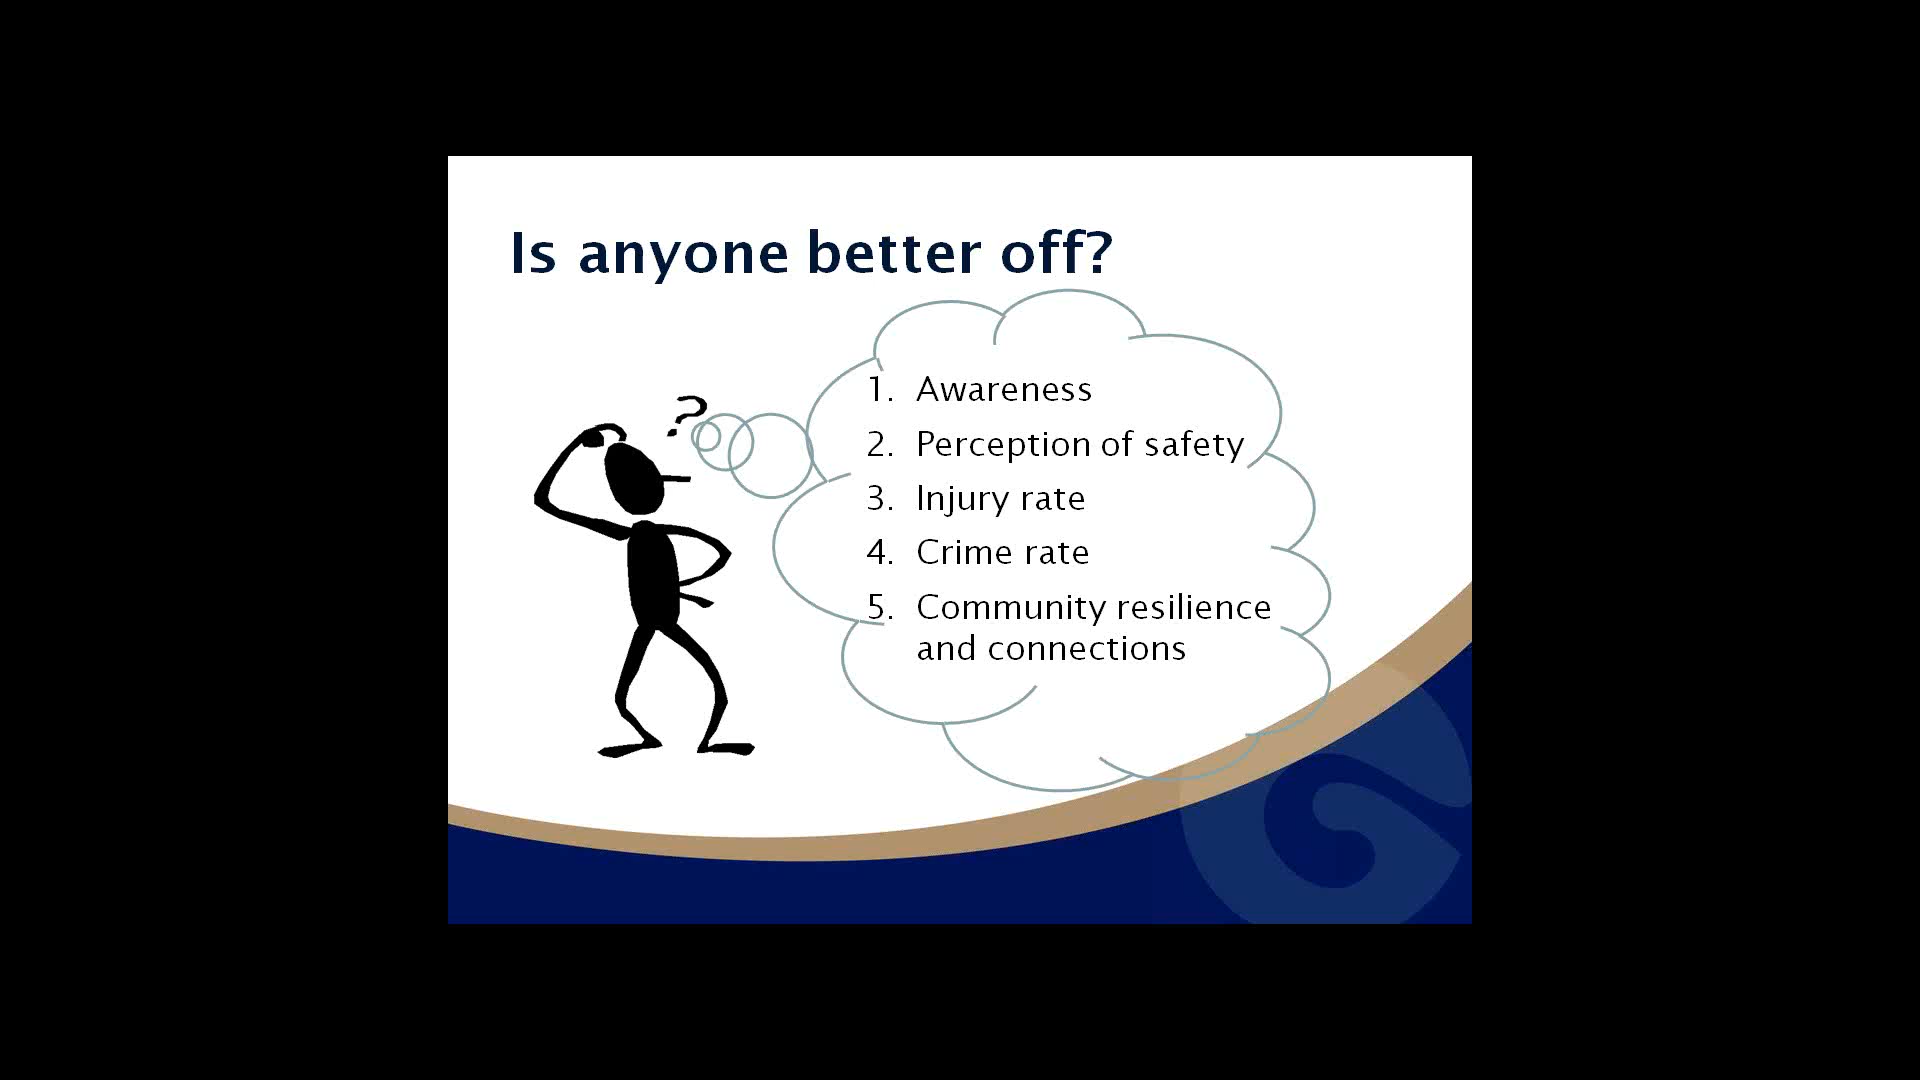 Is anyone better off?
?
1. Awareness
2. Perception of safety
3. Injury rate
4. Crime rate
5. Community resilience
and connections